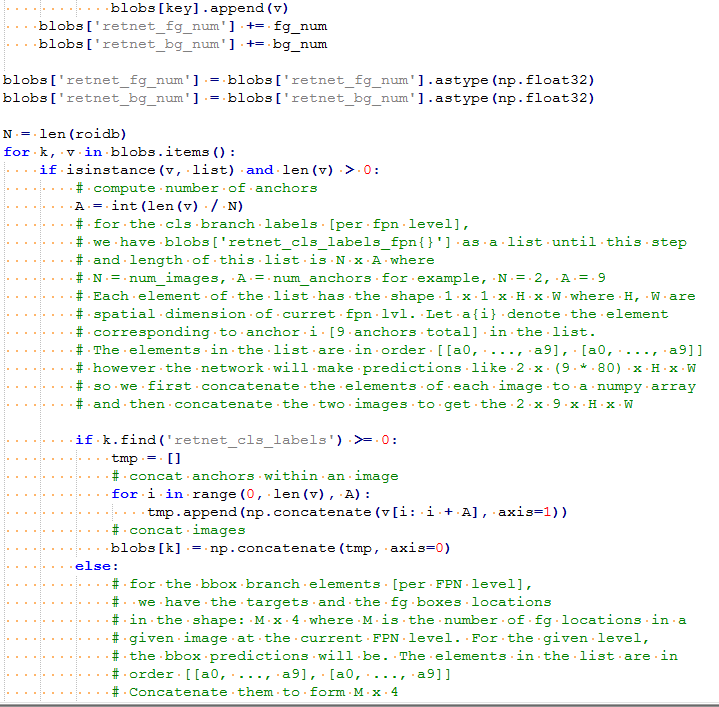 blobs[key].append(v)
    blobs['retnet_fg_num'] += fg_num
    blobs['retnet_bg_num'] += bg_num

blobs['retnet_fg_num'] = blobs['retnet_fg_num'].astype(np.float32)
blobs['retnet_bg_num'] = blobs['retnet_bg_num'].astype(np.float32)

N = len(roidb)
for k, v in blobs.items():
    if isinstance(v, list) and len(v) > 0:
        # compute number of anchors
        A = int(len(v) / N)
        # for the cls branch labels [per fpn level],
        # we have blobs['retnet_cls_labels_fpn{}'] as a list until this step
        # and length of this list is N x A where
        # N = num_images, A = num_anchors for example, N = 2, A = 9
        # Each element of the list has the shape 1 x 1 x H x W where H, W are
        # spatial dimension of curret fpn lvl. Let a{i} denote the element
        # corresponding to anchor i [9 anchors total] in the list.
        # The elements in the list are in order [[a0, ..., a9], [a0, ..., a9]]
        # however the network will make predictions like 2 x (9 * 80) x H x W
        # so we first concatenate the elements of each image to a numpy array
        # and then concatenate the two images to get the 2 x 9 x H x W

        if k.find('retnet_cls_labels') >= 0:
            tmp = []
            # concat anchors within an image
            for i in range(0, len(v), A):
                tmp.append(np.concatenate(v[i: i + A], axis=1))
            # concat images
            blobs[k] = np.concatenate(tmp, axis=0)
        else:
            # for the bbox branch elements [per FPN level],
            #  we have the targets and the fg boxes locations
            # in the shape: M x 4 where M is the number of fg locations in a
            # given image at the current FPN level. For the given level,
            # the bbox predictions will be. The elements in the list are in
            # order [[a0, ..., a9], [a0, ..., a9]]
            # Concatenate them to form M x 4